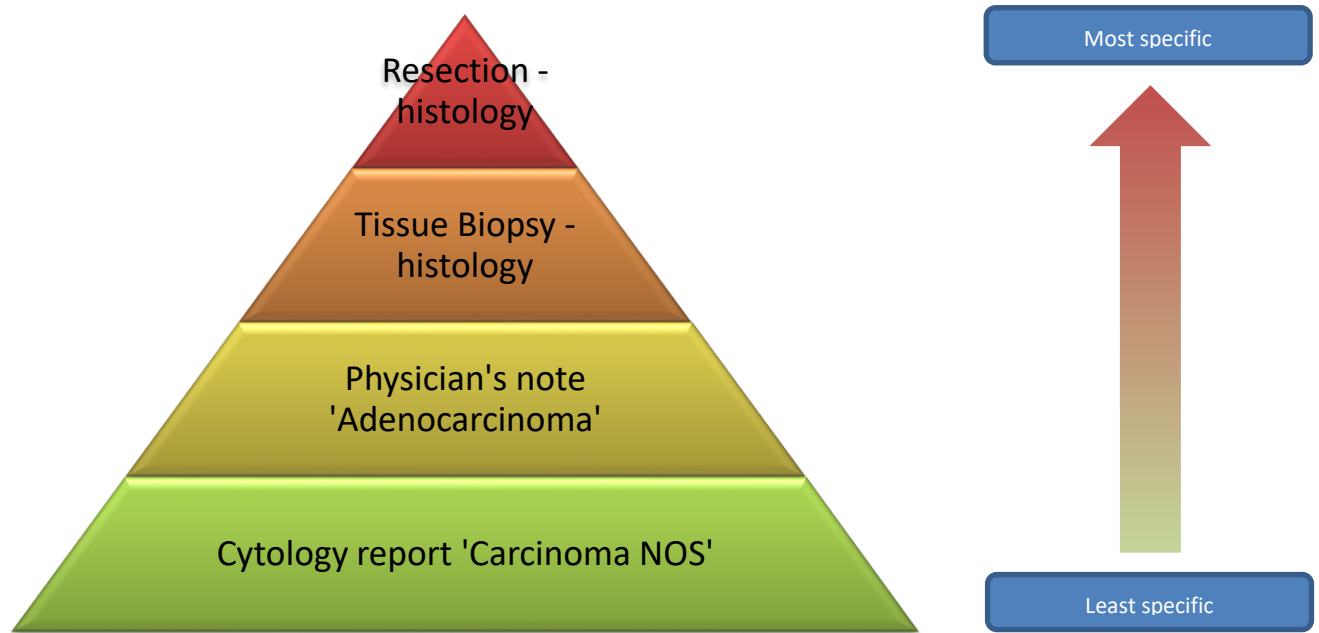 Most specific
Resection -
histology
Tissue Biopsy -
histology
Physician's note
'Adenocarcinoma'
Cytology report 'Carcinoma NOS'
Least specific